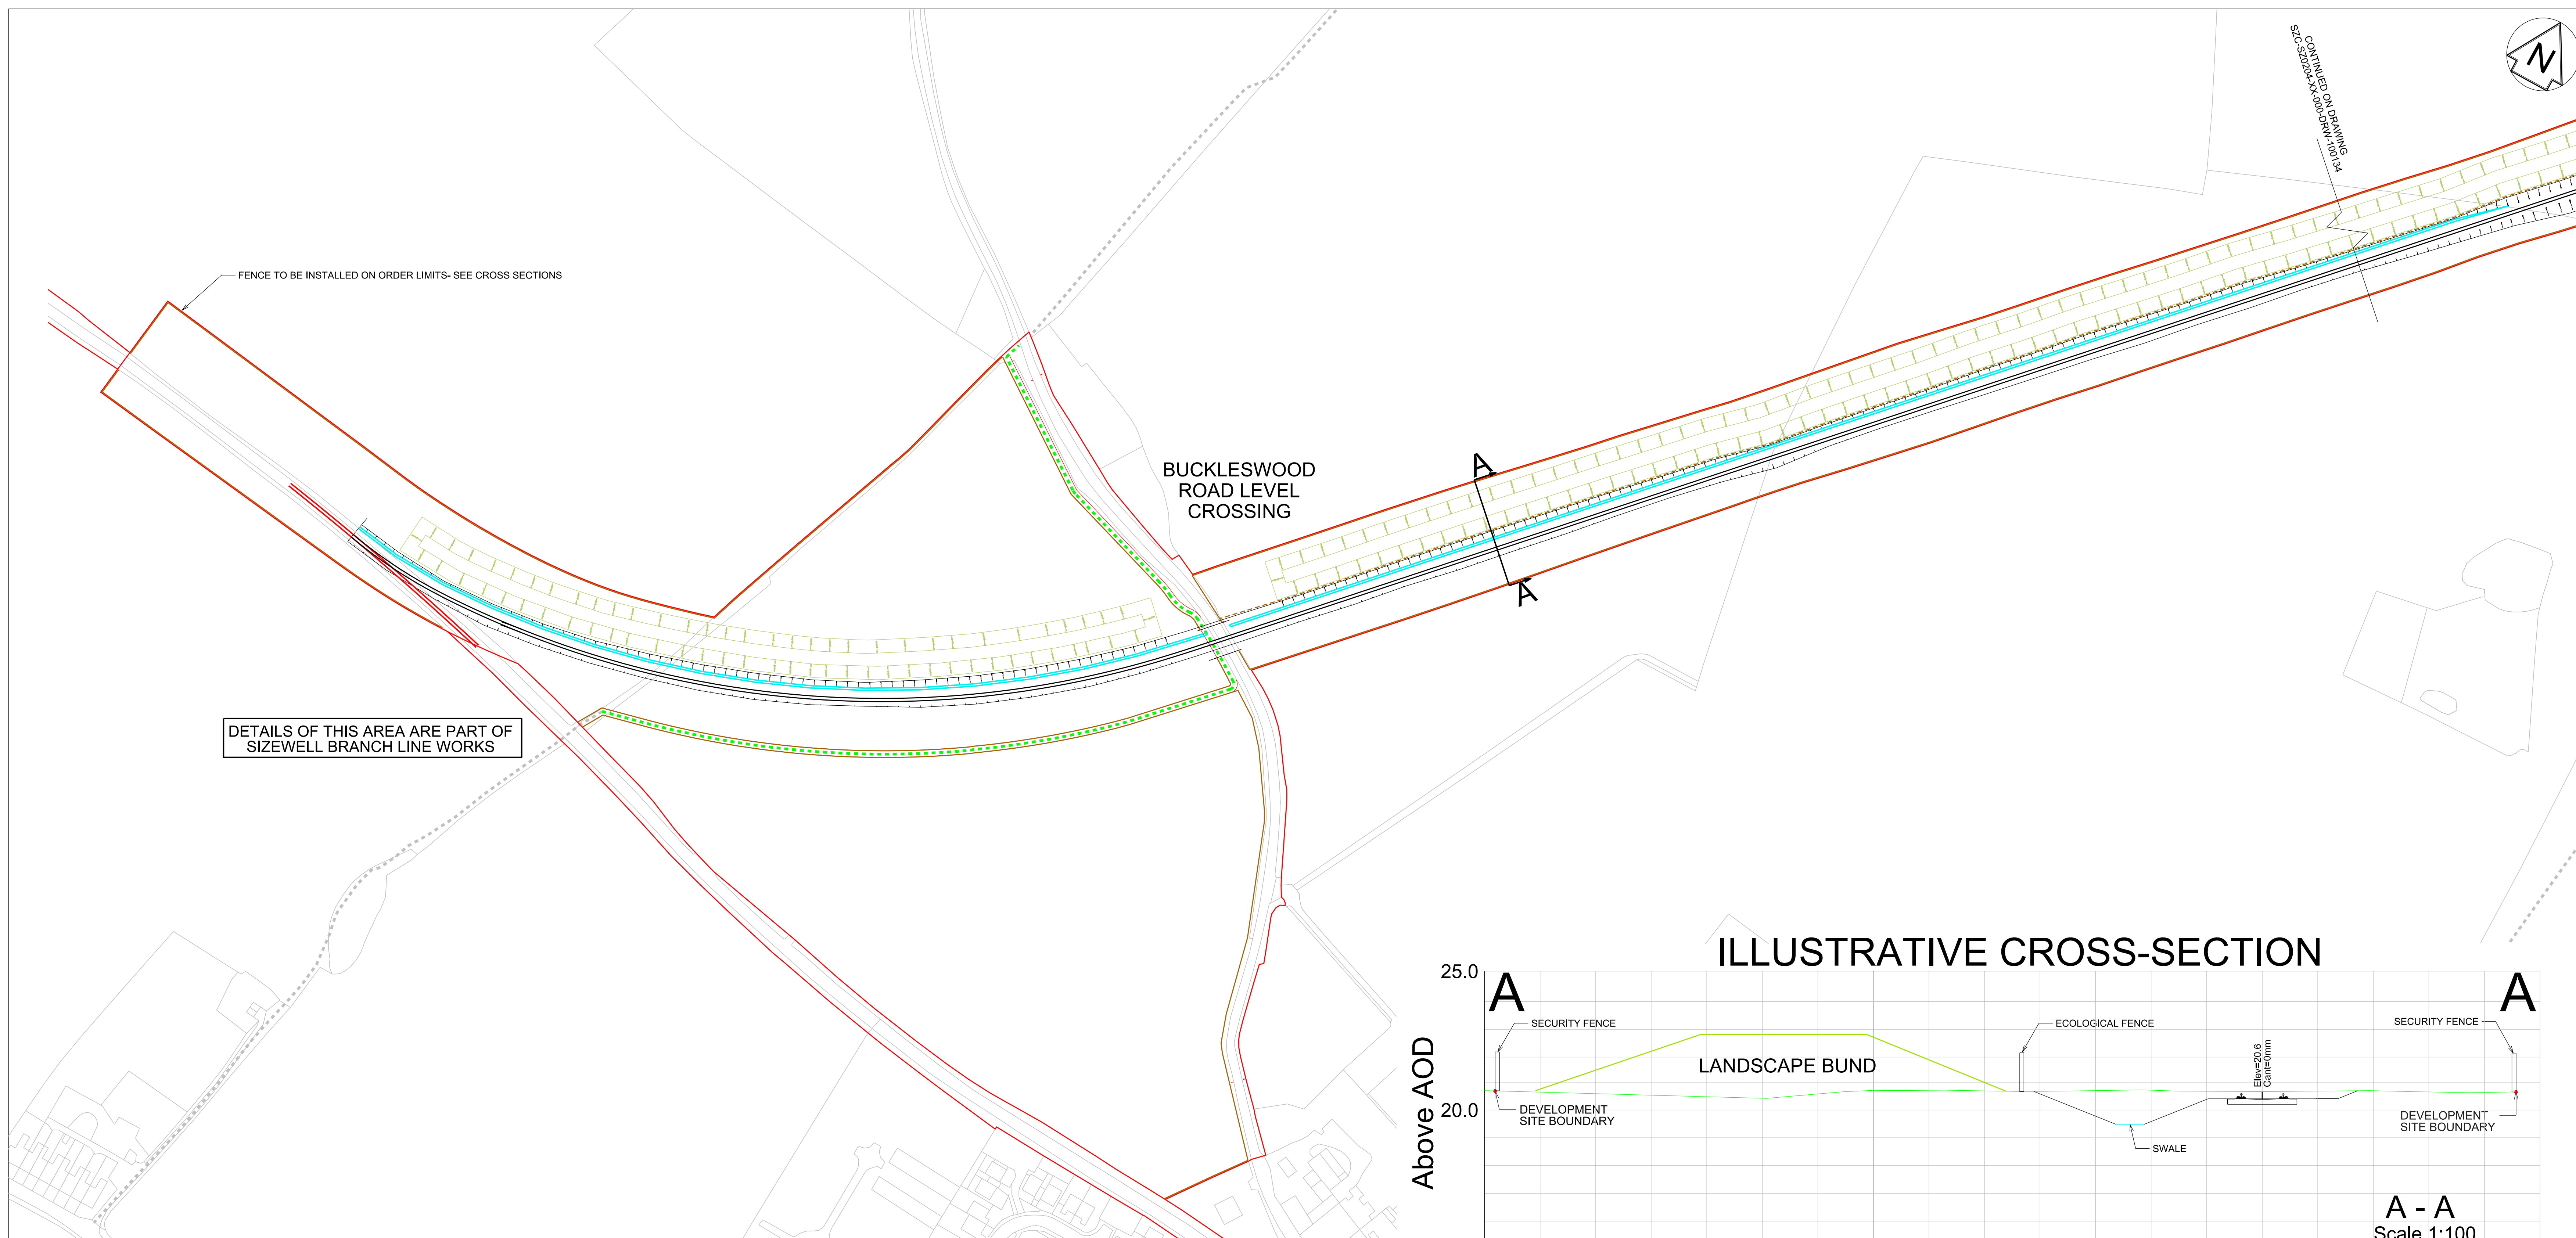 CONTINUED ON DRAWING
SZC-SZ0204-XX-000-DRW-100134
N
FENCE TO BE INSTALLED ON ORDER LIMITS- SEE CROSS SECTIONS
BUCKLESWOOD
ROAD LEVEL
CROSSING
A
A
DETAILS OF THIS AREA ARE PART OF
SIZEWELL BRANCH LINE WORKS
ILLUSTRATIVE CROSS-SECTION
25.0
A
A
SECURITY FENCE
ECOLOGICAL FENCE
SECURITY FENCE
Above AOD
LANDSCAPE BUND
Elev=20.6
Cant=0mm
20.0
DEVELOPMENT
SITE BOUNDARY
DEVELOPMENT
SITE BOUNDARY
SWALE
A - A
Scale 1:100